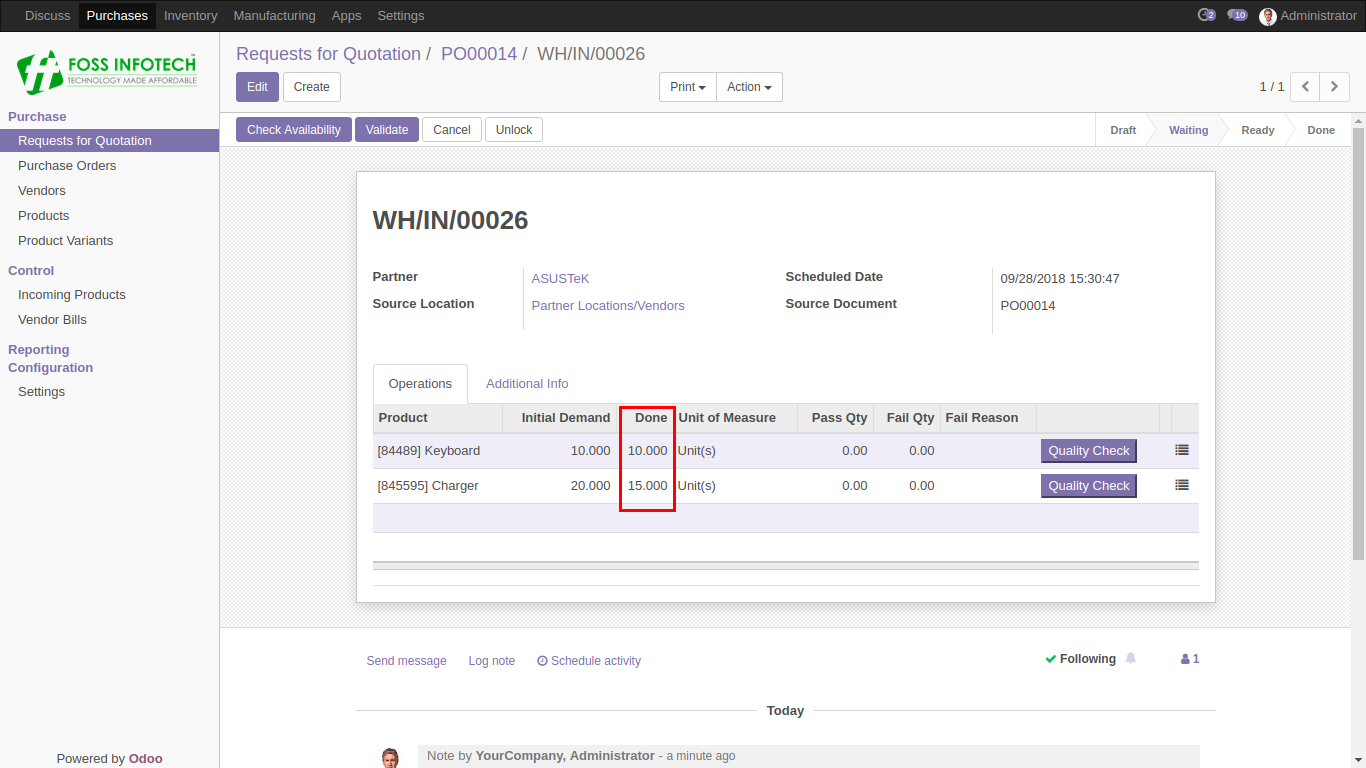 Discuss Purchases Inventory Manufacturing Apps Settings 2 10 Administrator
FOSS INFOTECH™
TECHNOLOGY MADE AFFORDABLE
Requests for Quotation / PO00014 / WH/IN/00026
Edit Create Print Action 1 / 1
Purchase
Requests for Quotation
Purchase Orders
Vendors
Products
Product Variants
Control
Incoming Products
Vendor Bills
Reporting
Configuration
Settings
Powered by Odoo
Check Availability Validate Cancel Unlock Draft Waiting Ready Done
WH/IN/00026
Partner ASUSTeK Scheduled Date 09/28/2018 15:30:47
Source Location Partner Locations/Vendors Source Document PO00014
Operations Additional Info
Product Initial Demand Done Unit of Measure Pass Qty Fail Qty Fail Reason
[84489] Keyboard 10.000 10.000 Unit(s) 0.00 0.00 Quality Check
[845595] Charger 20.000 15.000 Unit(s) 0.00 0.00 Quality Check
Send message Log note Schedule activity Following 1
Today
Note by YourCompany, Administrator - a minute ago